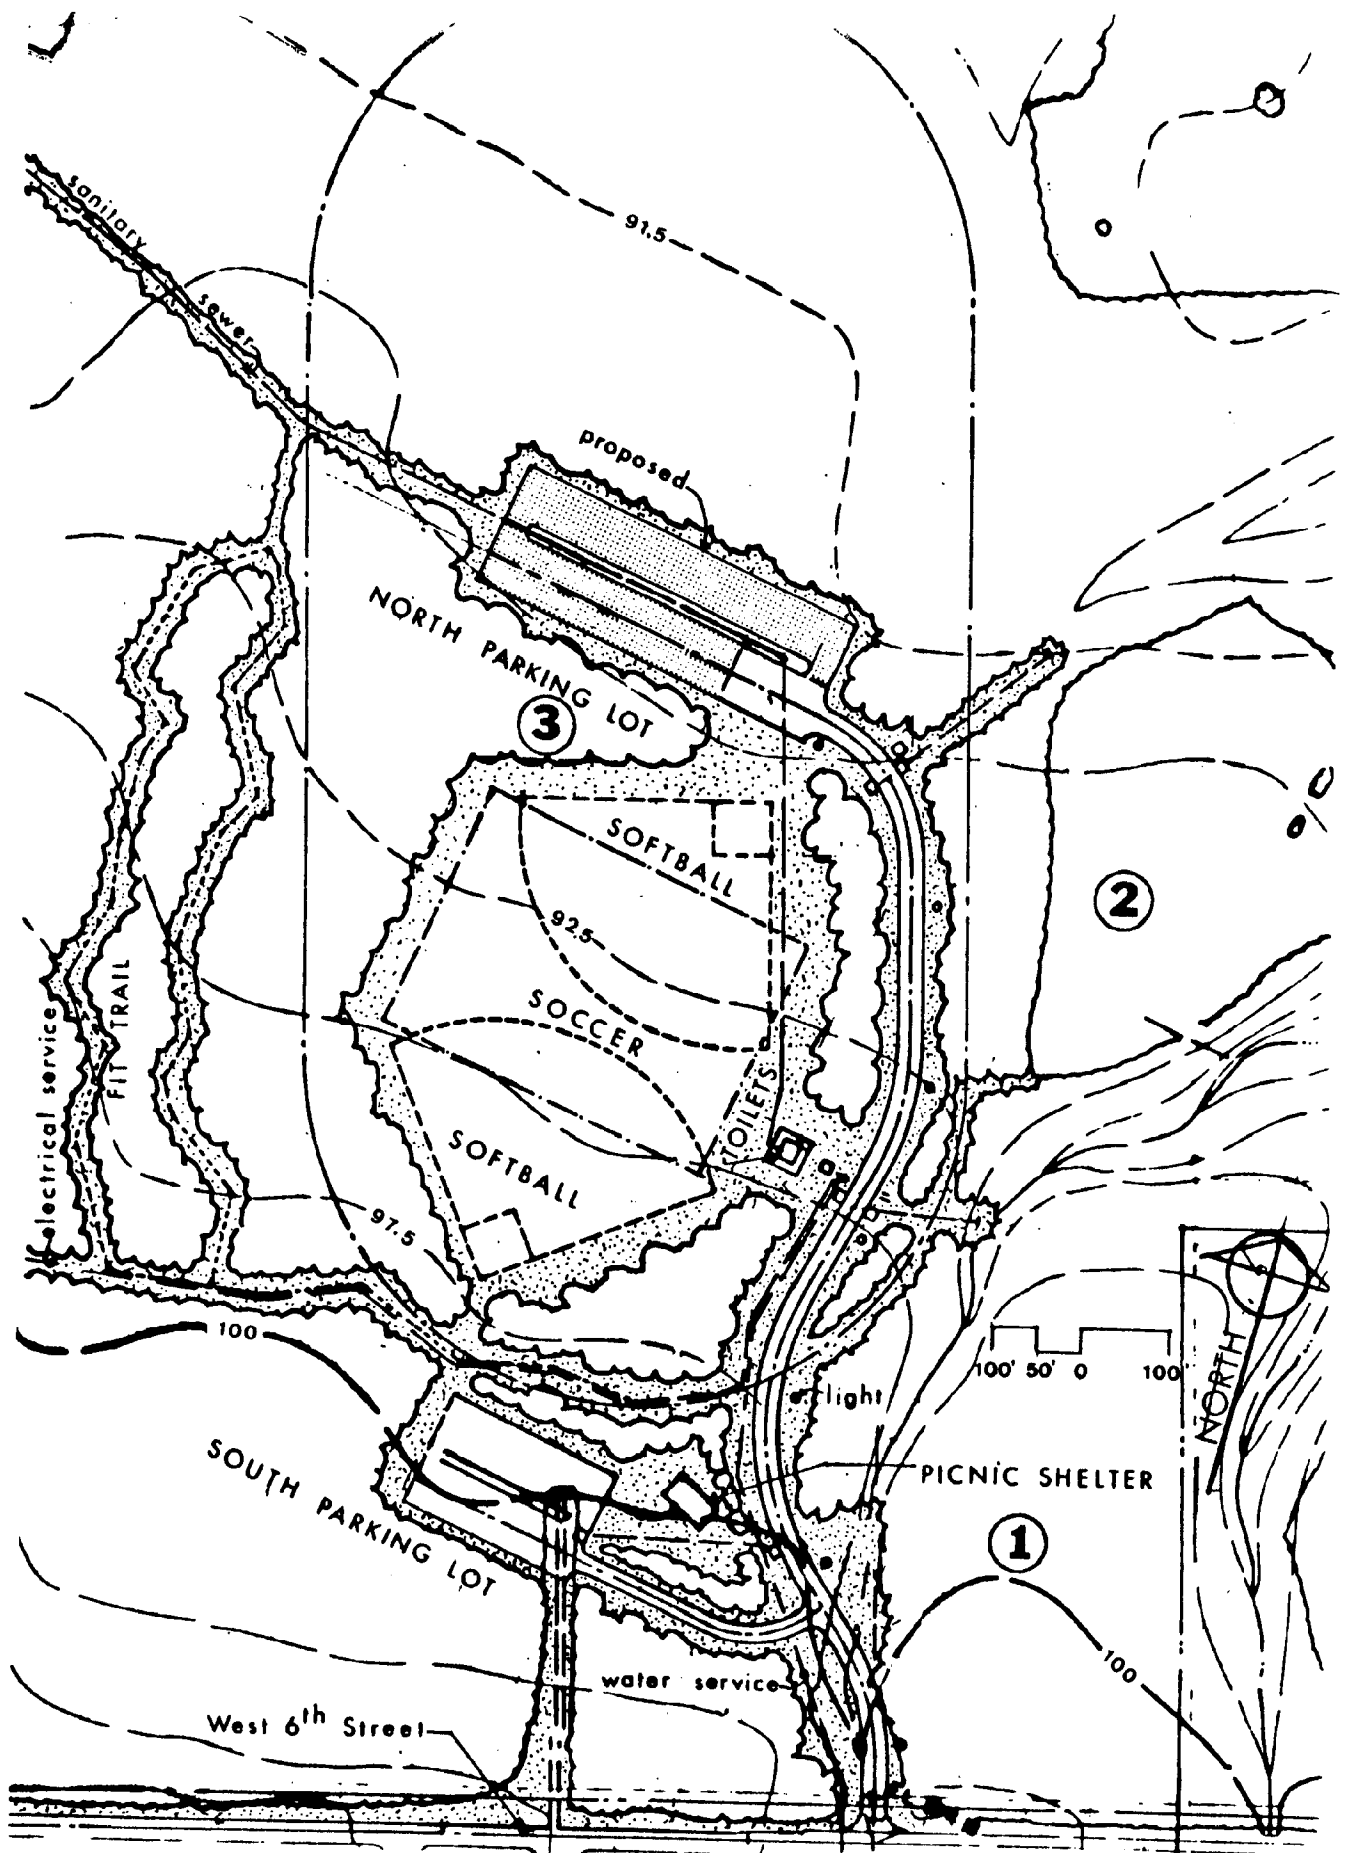 sanitary
sewer
91.5
proposed
NORTH PARKING LOT
3
SOFTBALL
2
92.5
SOCCER
FIT TRAIL
electrical service
TOILETS
SOFTBALL
97.5
100
100' 50' 0 100'
NORTH
light
SOUTH PARKING LOT
PICNIC SHELTER
1
100
water service
West 6th Street